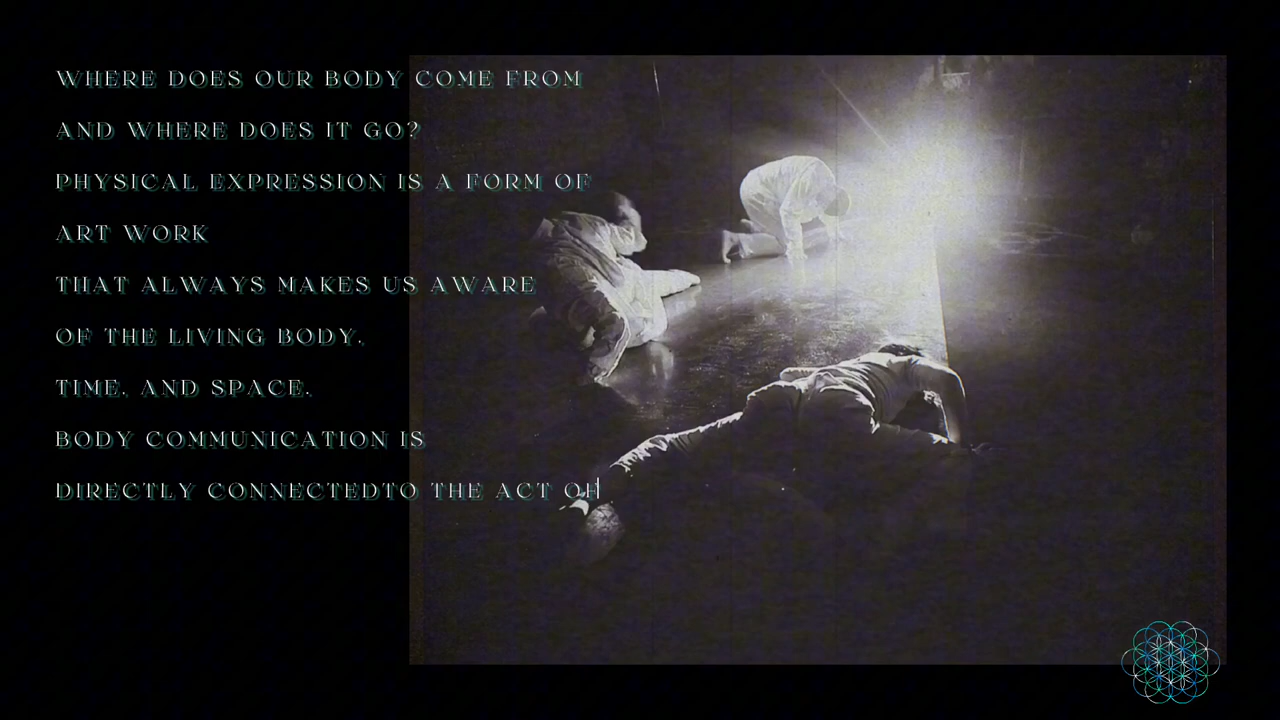 WHERE DOES OUR BODY COME FROM
AND WHERE DOES IT GO?
PHYSICAL EXPRESSION IS A FORM OF
ART WORK
THAT ALWAYS MAKES US AWARE
OF THE LIVING BODY,
TIME, AND SPACE.
BODY COMMUNICATION IS
DIRECTLY CONNECTEDTO THE ACT OF